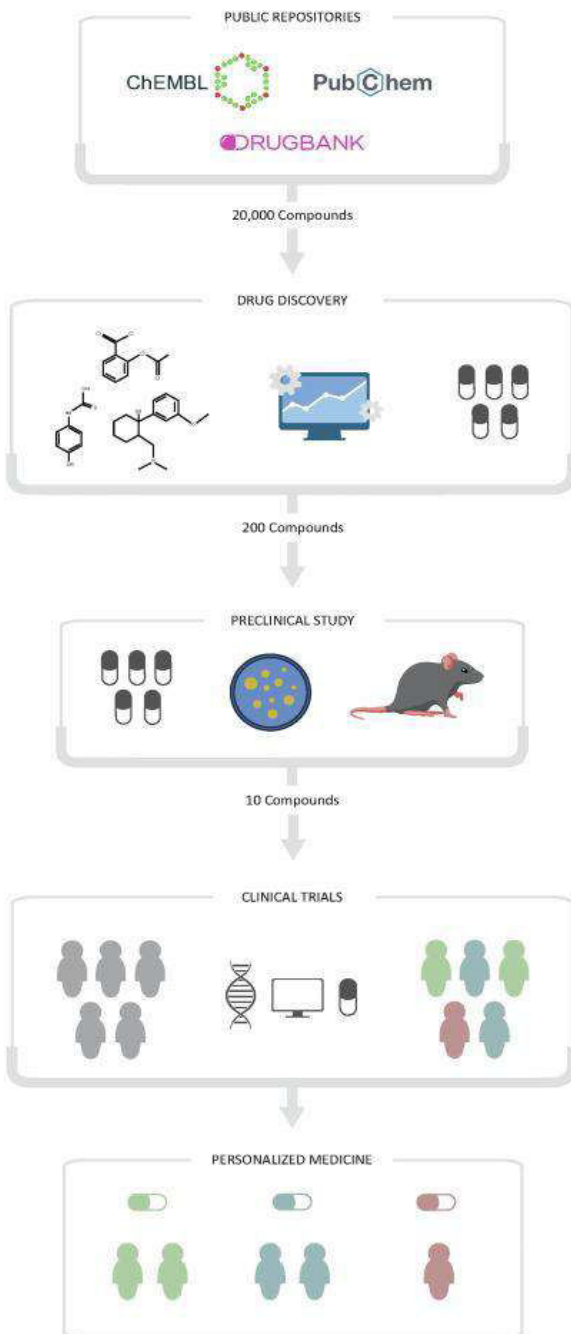 PUBLIC REPOSITORIES
ChEMBL
PubChem
DRUGBANK
20,000 Compounds
DRUG DISCOVERY
200 Compounds
PRECLINICAL STUDY
10 Compounds
CLINICAL TRIALS
PERSONALIZED MEDICINE